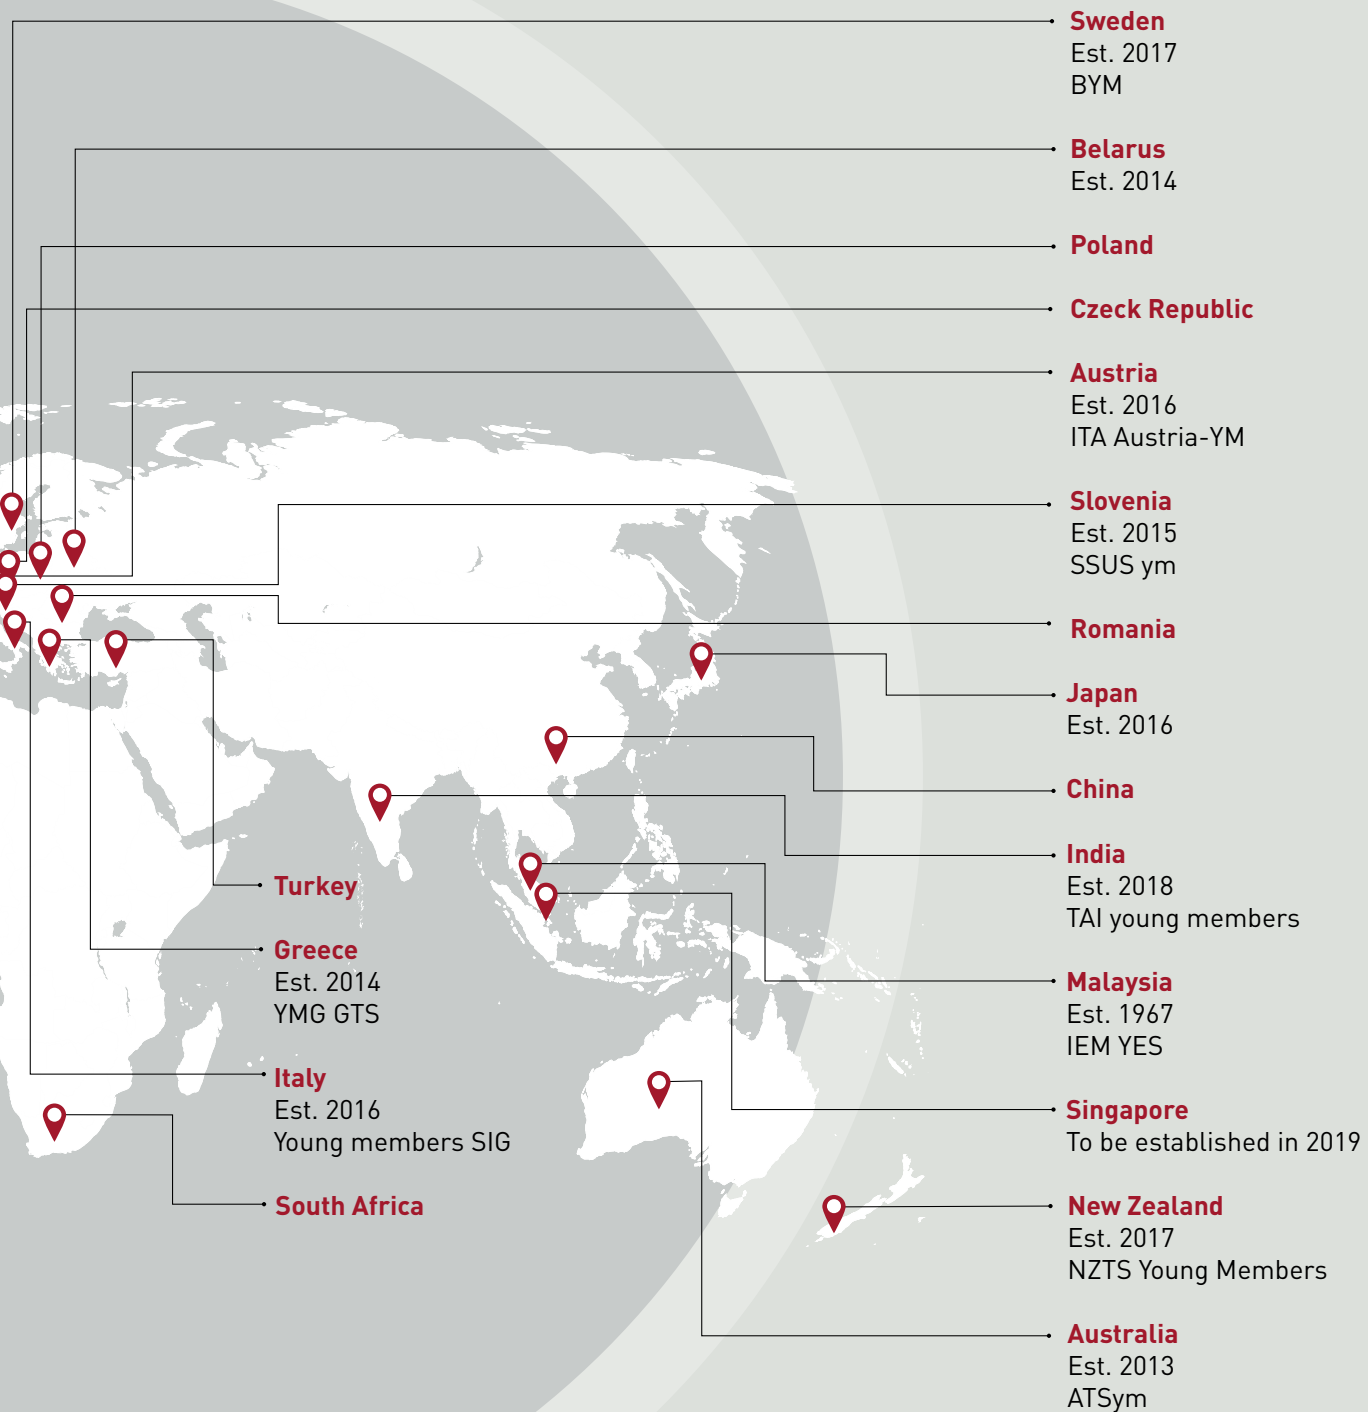 Sweden
Est. 2017
BYM
Belarus
Est. 2014
Poland
Czeck Republic
Austria
Est. 2016
ITA Austria-YM
Slovenia
Est. 2015
SSUS ym
Romania
Japan
Est. 2016
China
India
Est. 2018
TAI young members
Malaysia
Est. 1967
IEM YES
Singapore
To be established in 2019
New Zealand
Est. 2017
NZTS Young Members
Australia
Est. 2013
ATSym
Turkey
Greece
Est. 2014
YMG GTS
Italy
Est. 2016
Young members SIG
South Africa